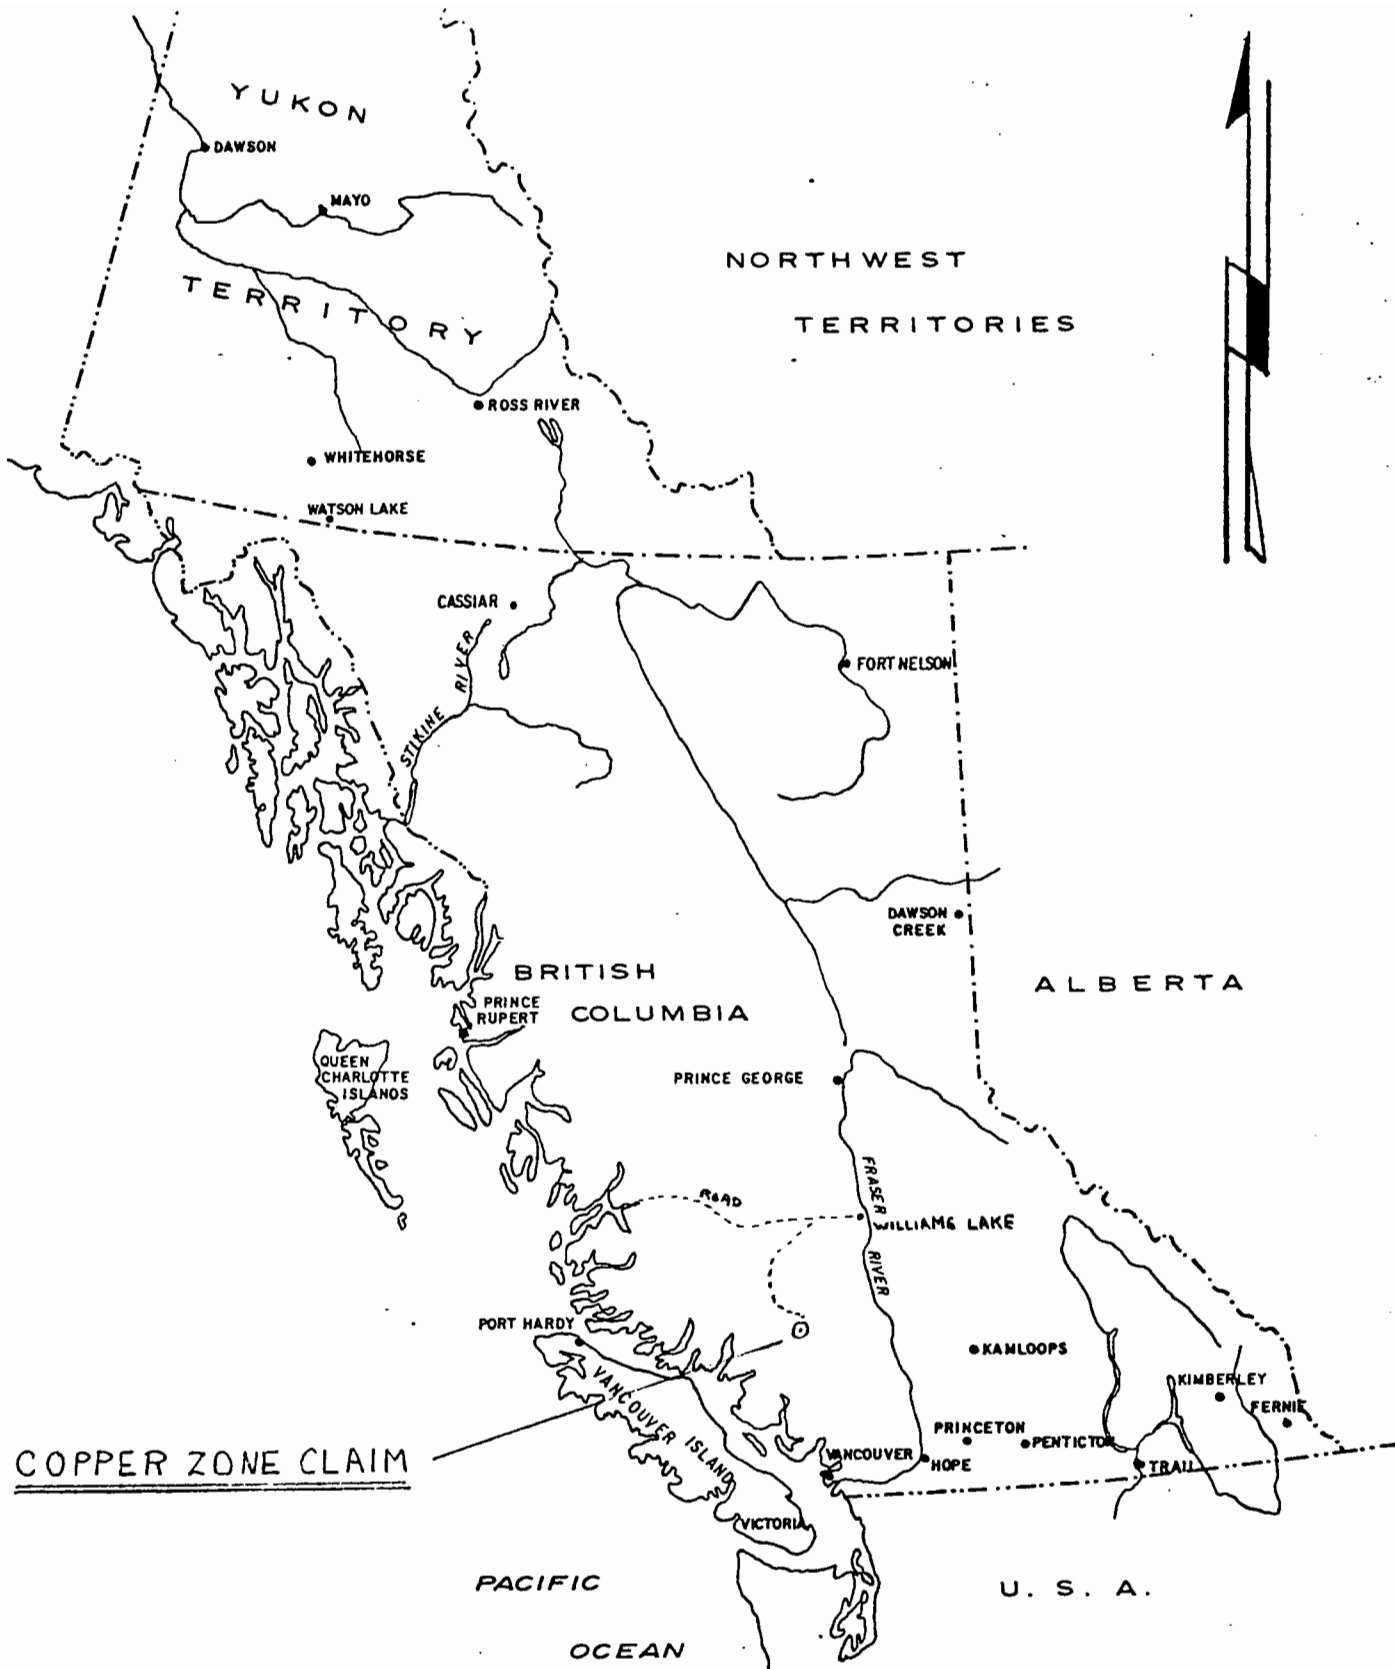 YUKON
DAWSON
MAYO
NORTHWEST
TERRITORIES
TERRITORY
ROSS RIVER
WHITEHORSE
WATSON LAKE
CASSIAR
STIKINE RIVER
FORT NELSON
DAWSON
CREEK
BRITISH
COLUMBIA
ALBERTA
PRINCE
RUPERT
QUEEN
CHARLOTTE
ISLANDS
PRINCE GEORGE
FRASER
RIVER
ROAD
WILLIAMS LAKE
PORT HARDY
KAMLOOPS
KIMBERLEY
FERNIE
VANCOUVER ISLAND
PRINCETON
PENTICTON
VANCOUVER
HOPE
TRAIL
COPPER ZONE CLAIM
VICTORIA
PACIFIC
OCEAN
U. S. A.